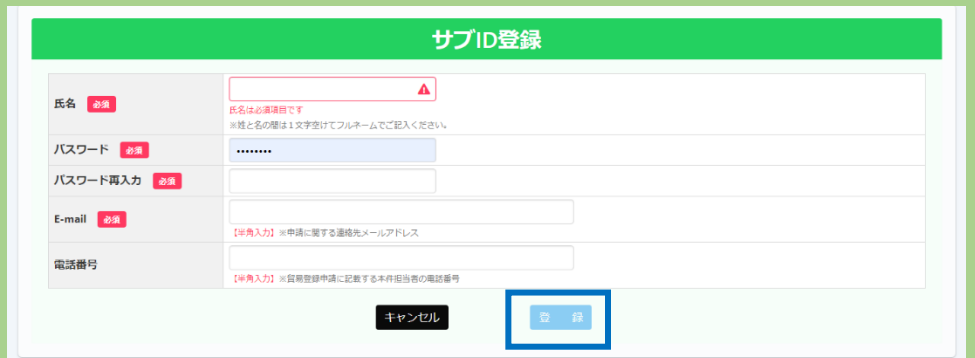 サブID登録
氏名 必須
氏名は必須項目です
※姓と名の間は１文字空けてフルネームでご記入ください。
パスワード 必須
••••••••
パスワード再入力 必須
E-mail 必須
【半角入力】※申請に関する連絡先メールアドレス
電話番号
【半角入力】※貿易登録申請に記載する本件担当者の電話番号
キャンセル
登　録